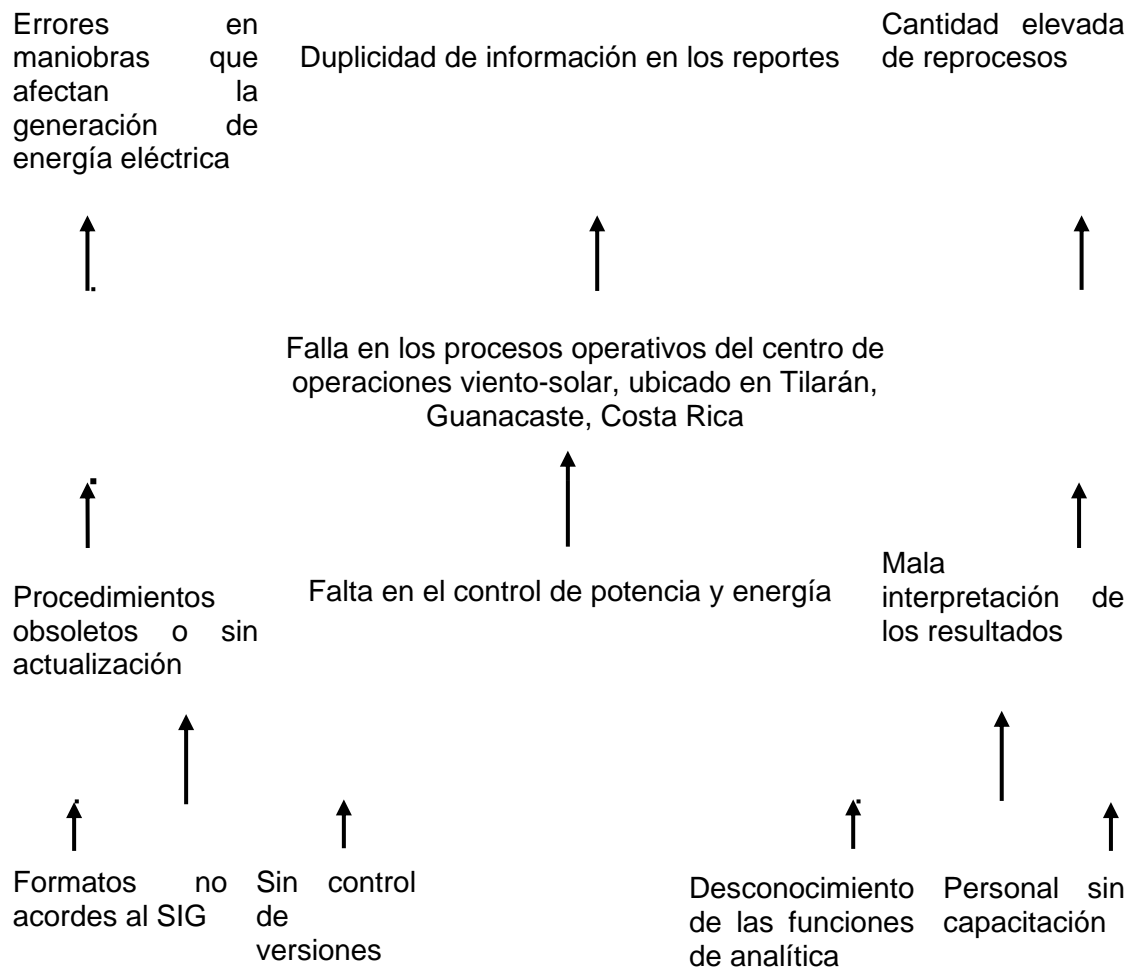 Errores en
maniobras que
afectan la
generación de
energía eléctrica
Duplicidad de información en los reportes
Cantidad elevada
de reprocesos
Falla en los procesos operativos del centro de
operaciones viento-solar, ubicado en Tilarán,
Guanacaste, Costa Rica
Procedimientos
obsoletos o sin
actualización
Falta en el control de potencia y energía
Mala
interpretación de
los resultados
Formatos no
acordes al SIG
Sin control
de
versiones
Desconocimiento
de las funciones
de analítica
Personal sin
capacitación